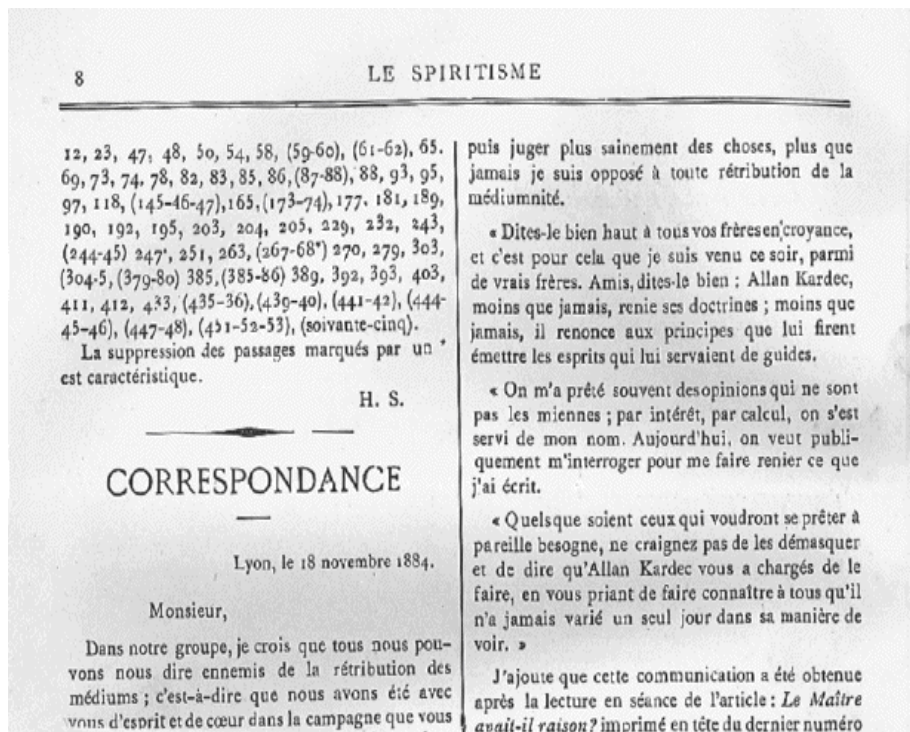 8
LE SPIRITISME
12, 23, 47, 48, 50, 54, 58, (59-60), (61-62), 65.
69, 73, 74, 78, 82, 83, 85, 86, (87-88), 88, 93, 95,
97, 118, (145-46-47), 165, (173-74), 177. 181, 189,
190, 192, 195, 203, 204, 205, 229, 232, 243,
(244-45) 247*, 251, 263, (267-68*) 270, 279, 303,
(304-5, (379-80) 385, (385-86) 389, 392, 393, 403,
411, 412, 433, (435-36), (439-40), (441-42), (444-
45-46), (447-48), (451-52-53), (soivante-cinq).
La suppression des passages marqués par un *
est caractéristique.
H. S.
CORRESPONDANCE
Lyon, le 18 novembre 1884.
Monsieur,
Dans notre groupe, je crois que tous nous pou-
vons nous dire ennemis de la rétribution des
médiums ; c'est-à-dire que nous avons été avec
vous d'esprit et de cœur dans la campagne que vous
puis juger plus sainement des choses, plus que
jamais je suis opposé à toute rétribution de la
médiumnité.
« Dites-le bien haut à tous vos frères en croyance,
et c'est pour cela que je suis venu ce soir, parmi
de vrais frères. Amis, dites-le bien : Allan Kardec,
moins que jamais, renie ses doctrines ; moins que
jamais, il renonce aux principes que lui firent
émettre les esprits qui lui servaient de guides.
« On m'a prêté souvent des opinions qui ne sont
pas les miennes ; par intérêt, par calcul, on s'est
servi de mon nom. Aujourd'hui, on veut publi-
quement m'interroger pour me faire renier ce que
j'ai écrit.
« Quels que soient ceux qui voudront se prêter à
pareille besogne, ne craignez pas de les démasquer
et de dire qu'Allan Kardec vous a chargés de le
faire, en vous priant de faire connaître à tous qu'il
n'a jamais varié un seul jour dans sa manière de
voir. »
J'ajoute que cette communication a été obtenue
après la lecture en séance de l'article : Le Maître
avait-il raison ? imprimé en tête du dernier numéro